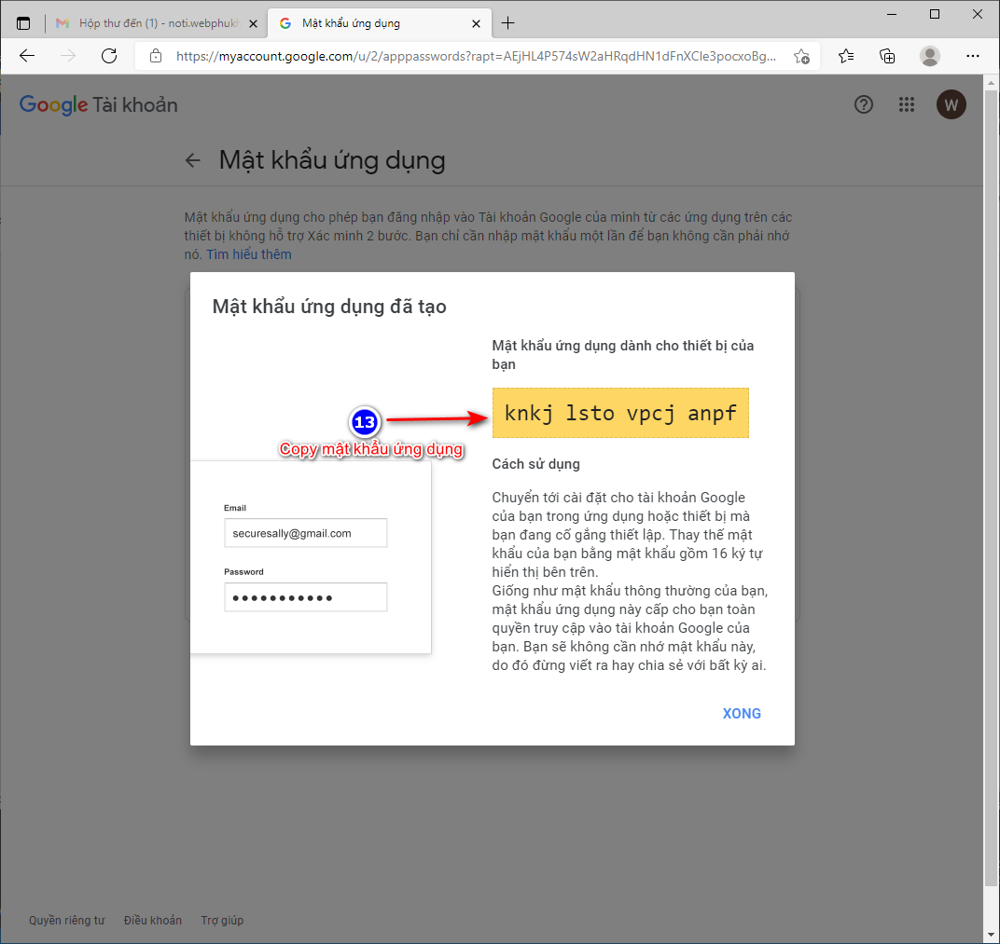 Hộp thư đến (1) - noti.webphukh
Mật khẩu ứng dụng
https://myaccount.google.com/u/2/apppasswords?rapt=AEjHL4P574sW2aHRqdHN1dFnXCle3pocxoBg...
Google Tài khoản
W
Mật khẩu ứng dụng
Mật khẩu ứng dụng cho phép bạn đăng nhập vào Tài khoản Google của mình từ các ứng dụng trên các
thiết bị không hỗ trợ Xác minh 2 bước. Bạn chỉ cần nhập mật khẩu một lần để bạn không cần phải nhớ
nó. Tìm hiểu thêm
Mật khẩu ứng dụng đã tạo
Mật khẩu ứng dụng dành cho thiết bị của
bạn
knkj lsto vpcj anpf
13
Copy mật khẩu ứng dụng
Email
securesally@gmail.com
Password
Cách sử dụng
Chuyển tới cài đặt cho tài khoản Google
của bạn trong ứng dụng hoặc thiết bị mà
bạn đang cố gắng thiết lập. Thay thế mật
khẩu của bạn bằng mật khẩu gồm 16 ký tự
hiển thị bên trên.
Giống như mật khẩu thông thường của bạn,
mật khẩu ứng dụng này cấp cho bạn toàn
quyền truy cập vào tài khoản Google của
bạn. Bạn sẽ không cần nhớ mật khẩu này,
do đó đừng viết ra hay chia sẻ với bất kỳ ai.
XONG
Quyền riêng tư
Điều khoản
Trợ giúp